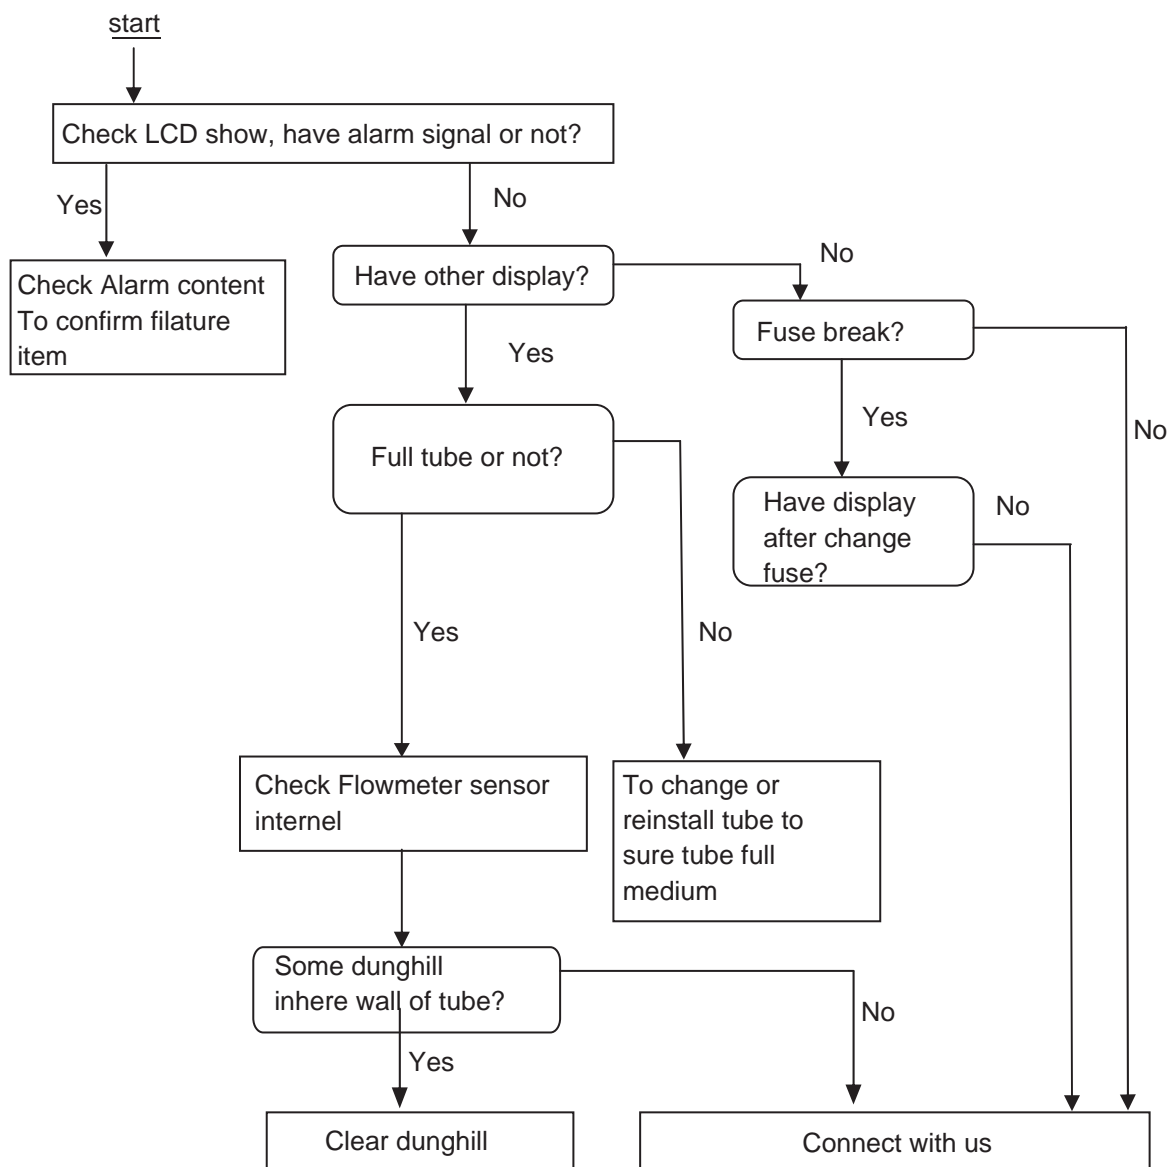 start
Check LCD show, have alarm signal or not?
Yes
No
Check Alarm content
To confirm filature
item
Have other display?
No
Fuse break?
Yes
Yes
No
Full tube or not?
Have display
after change
fuse?
No
Yes
No
Check Flowmeter sensor
internel
To change or
reinstall tube to
sure tube full
medium
Some dunghill
inhere wall of tube?
No
Yes
Clear dunghill
Connect with us